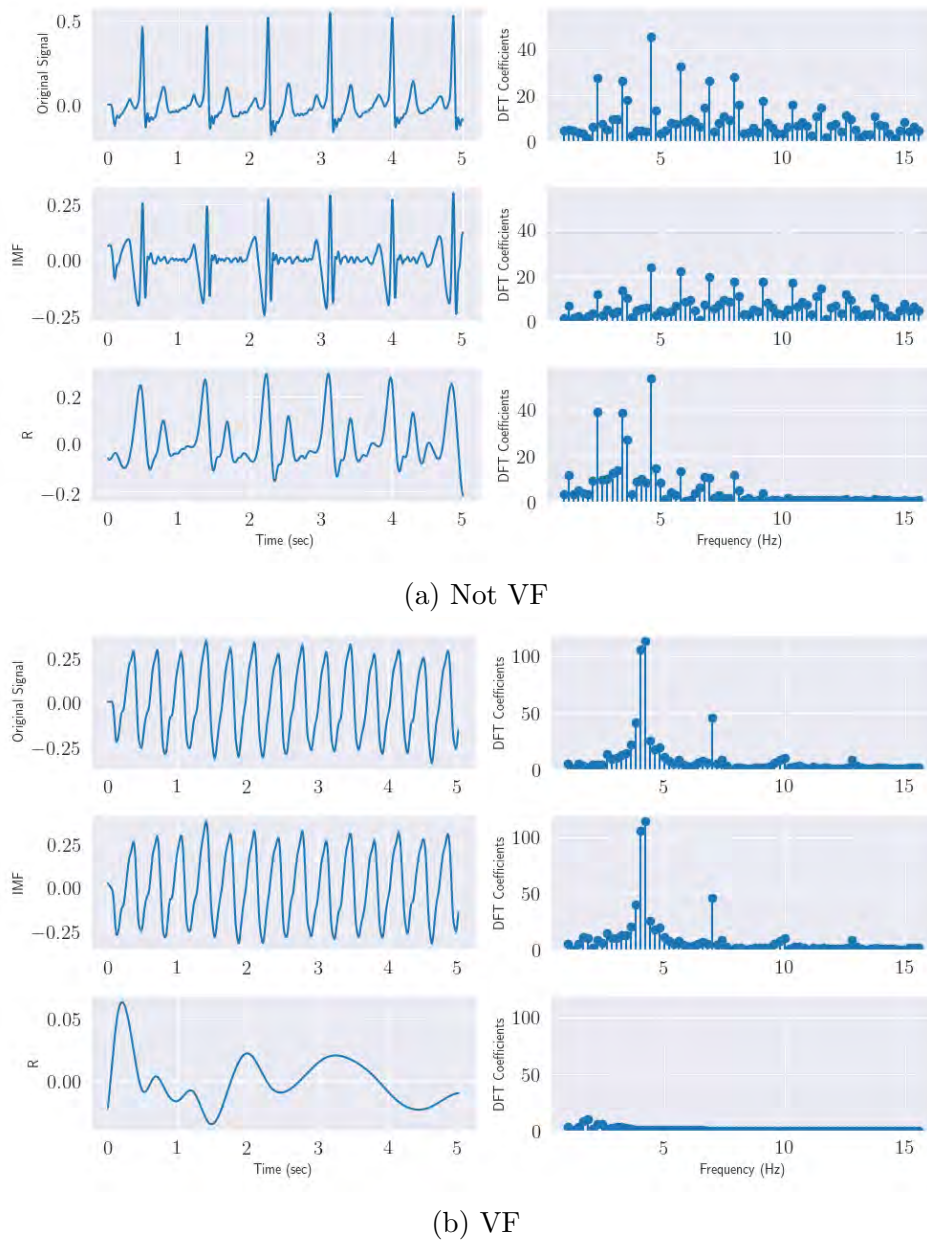 Original Signal
0.5
0.0
0 1 2 3 4 5
DFT Coefficients
40
20
0
5 10 15
IMF
0.25
0.00
−0.25
0 1 2 3 4 5
DFT Coefficients
40
20
0
5 10 15
R
0.2
0.0
−0.2
0 1 2 3 4 5
Time (sec)
DFT Coefficients
40
20
0
5 10 15
Frequency (Hz)
(a) Not VF
Original Signal
0.25
0.00
−0.25
0 1 2 3 4 5
DFT Coefficients
100
50
0
5 10 15
IMF
0.25
0.00
−0.25
0 1 2 3 4 5
DFT Coefficients
100
50
0
5 10 15
R
0.05
0.00
0 1 2 3 4 5
Time (sec)
DFT Coefficients
100
50
0
5 10 15
Frequency (Hz)
(b) VF